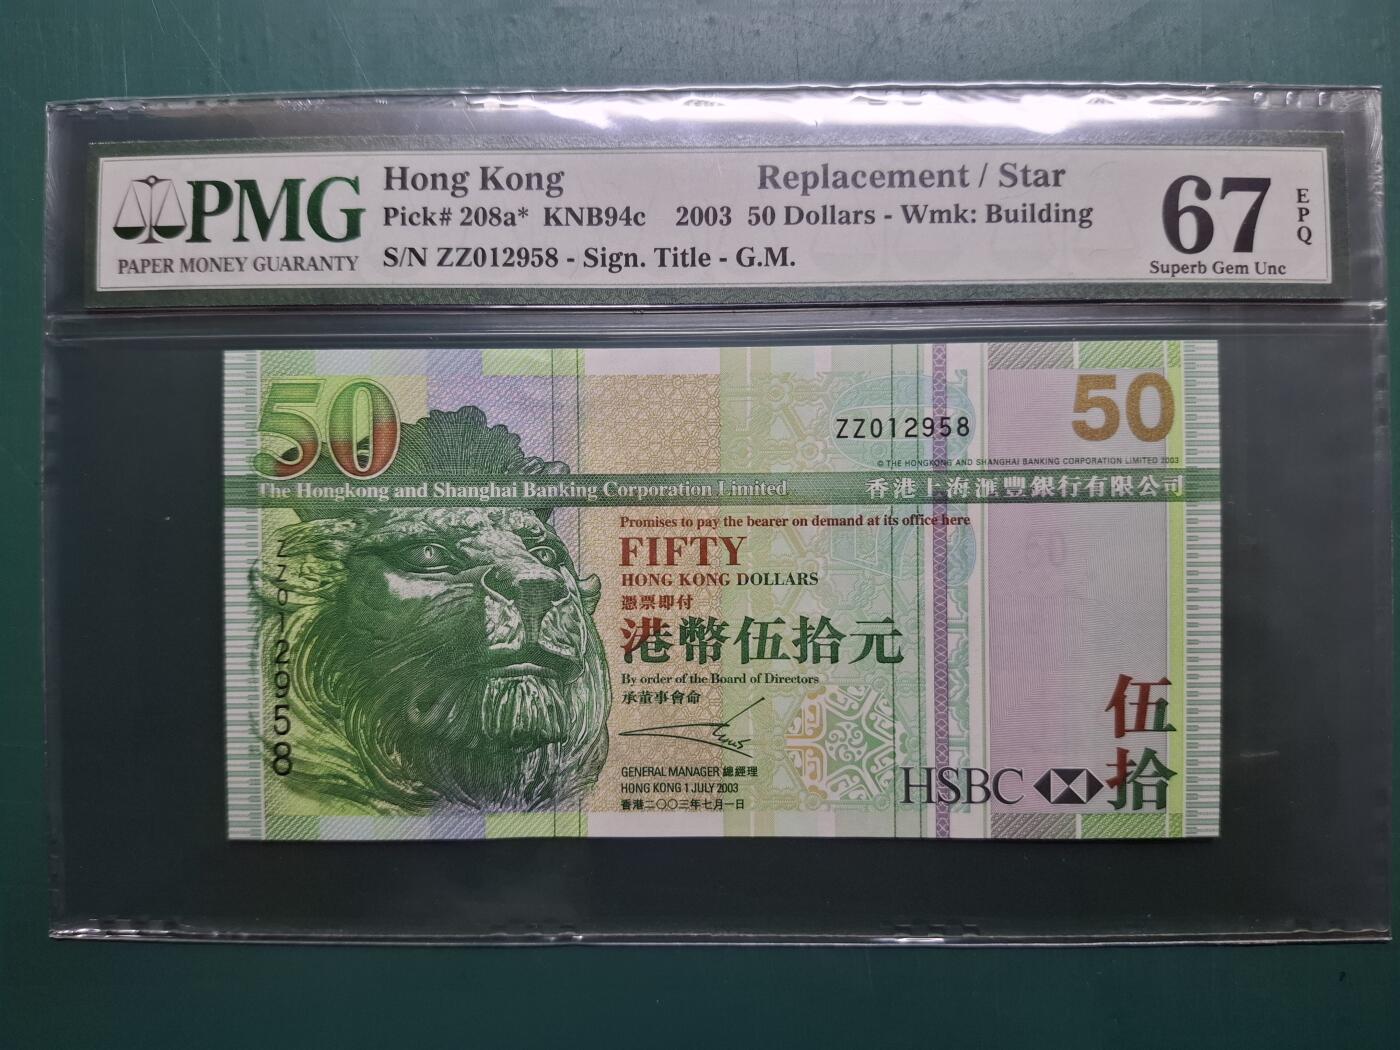 PMG
PAPER MONEY GUARANTY
Hong Kong Replacement / Star
Pick# 208a* KNB94c 2003 50 Dollars - Wmk: Building
S/N ZZ012958 - Sign. Title - G.M.
67
EPQ
Superb Gem Unc
50
50
ZZ012958
© THE HONGKONG AND SHANGHAI BANKING CORPORATION LIMITED 2003
The Hongkong and Shanghai Banking Corporation Limited
香港上海滙豐銀行有限公司
Promises to pay the bearer on demand at its office here
FIFTY
HONG KONG DOLLARS
憑票即付
港幣伍拾元
By order of the Board of Directors
承董事會命
GENERAL MANAGER 總經理
HONG KONG 1 JULY 2003
香港二〇〇三年七月一日
ZZ012958
50
伍拾
HSBC